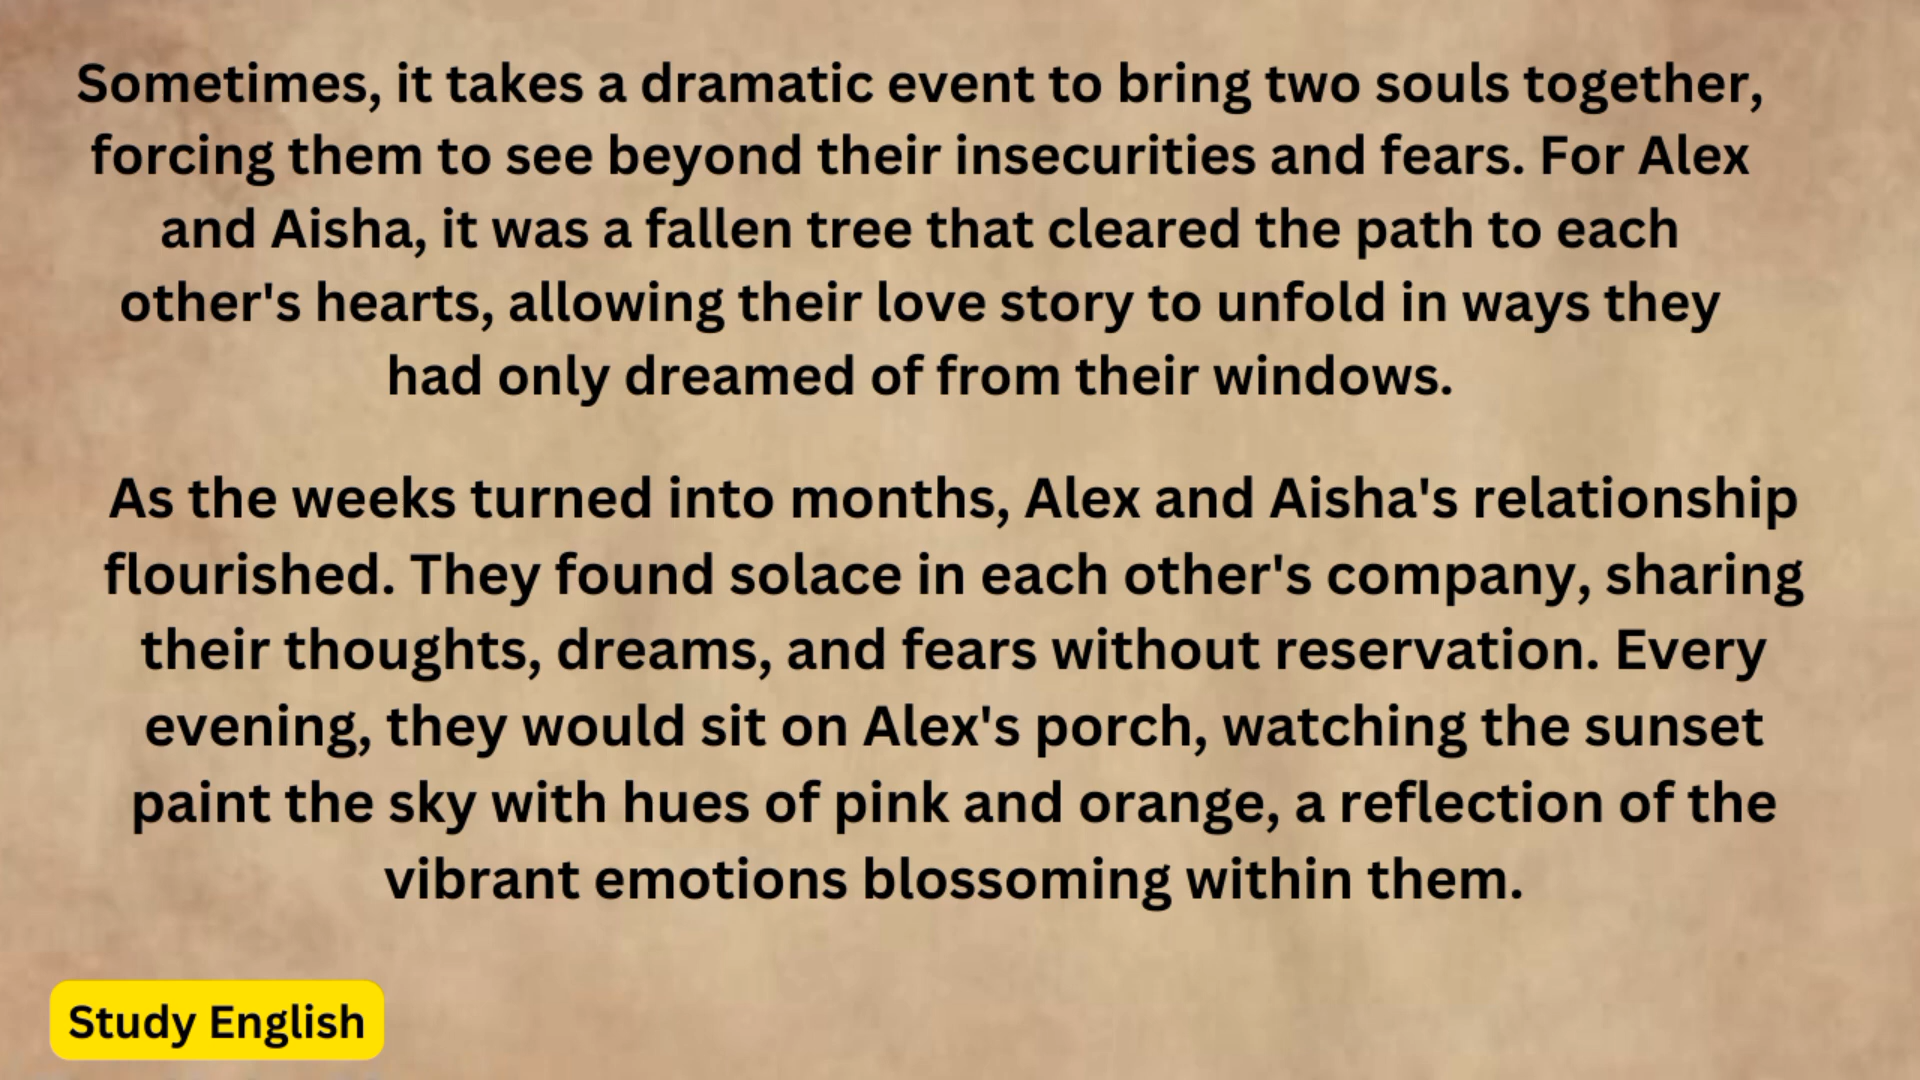 Sometimes, it takes a dramatic event to bring two souls together,
forcing them to see beyond their insecurities and fears. For Alex
and Aisha, it was a fallen tree that cleared the path to each
other's hearts, allowing their love story to unfold in ways they
had only dreamed of from their windows.
As the weeks turned into months, Alex and Aisha's relationship
flourished. They found solace in each other's company, sharing
their thoughts, dreams, and fears without reservation. Every
evening, they would sit on Alex's porch, watching the sunset
paint the sky with hues of pink and orange, a reflection of the
vibrant emotions blossoming within them.
Study English